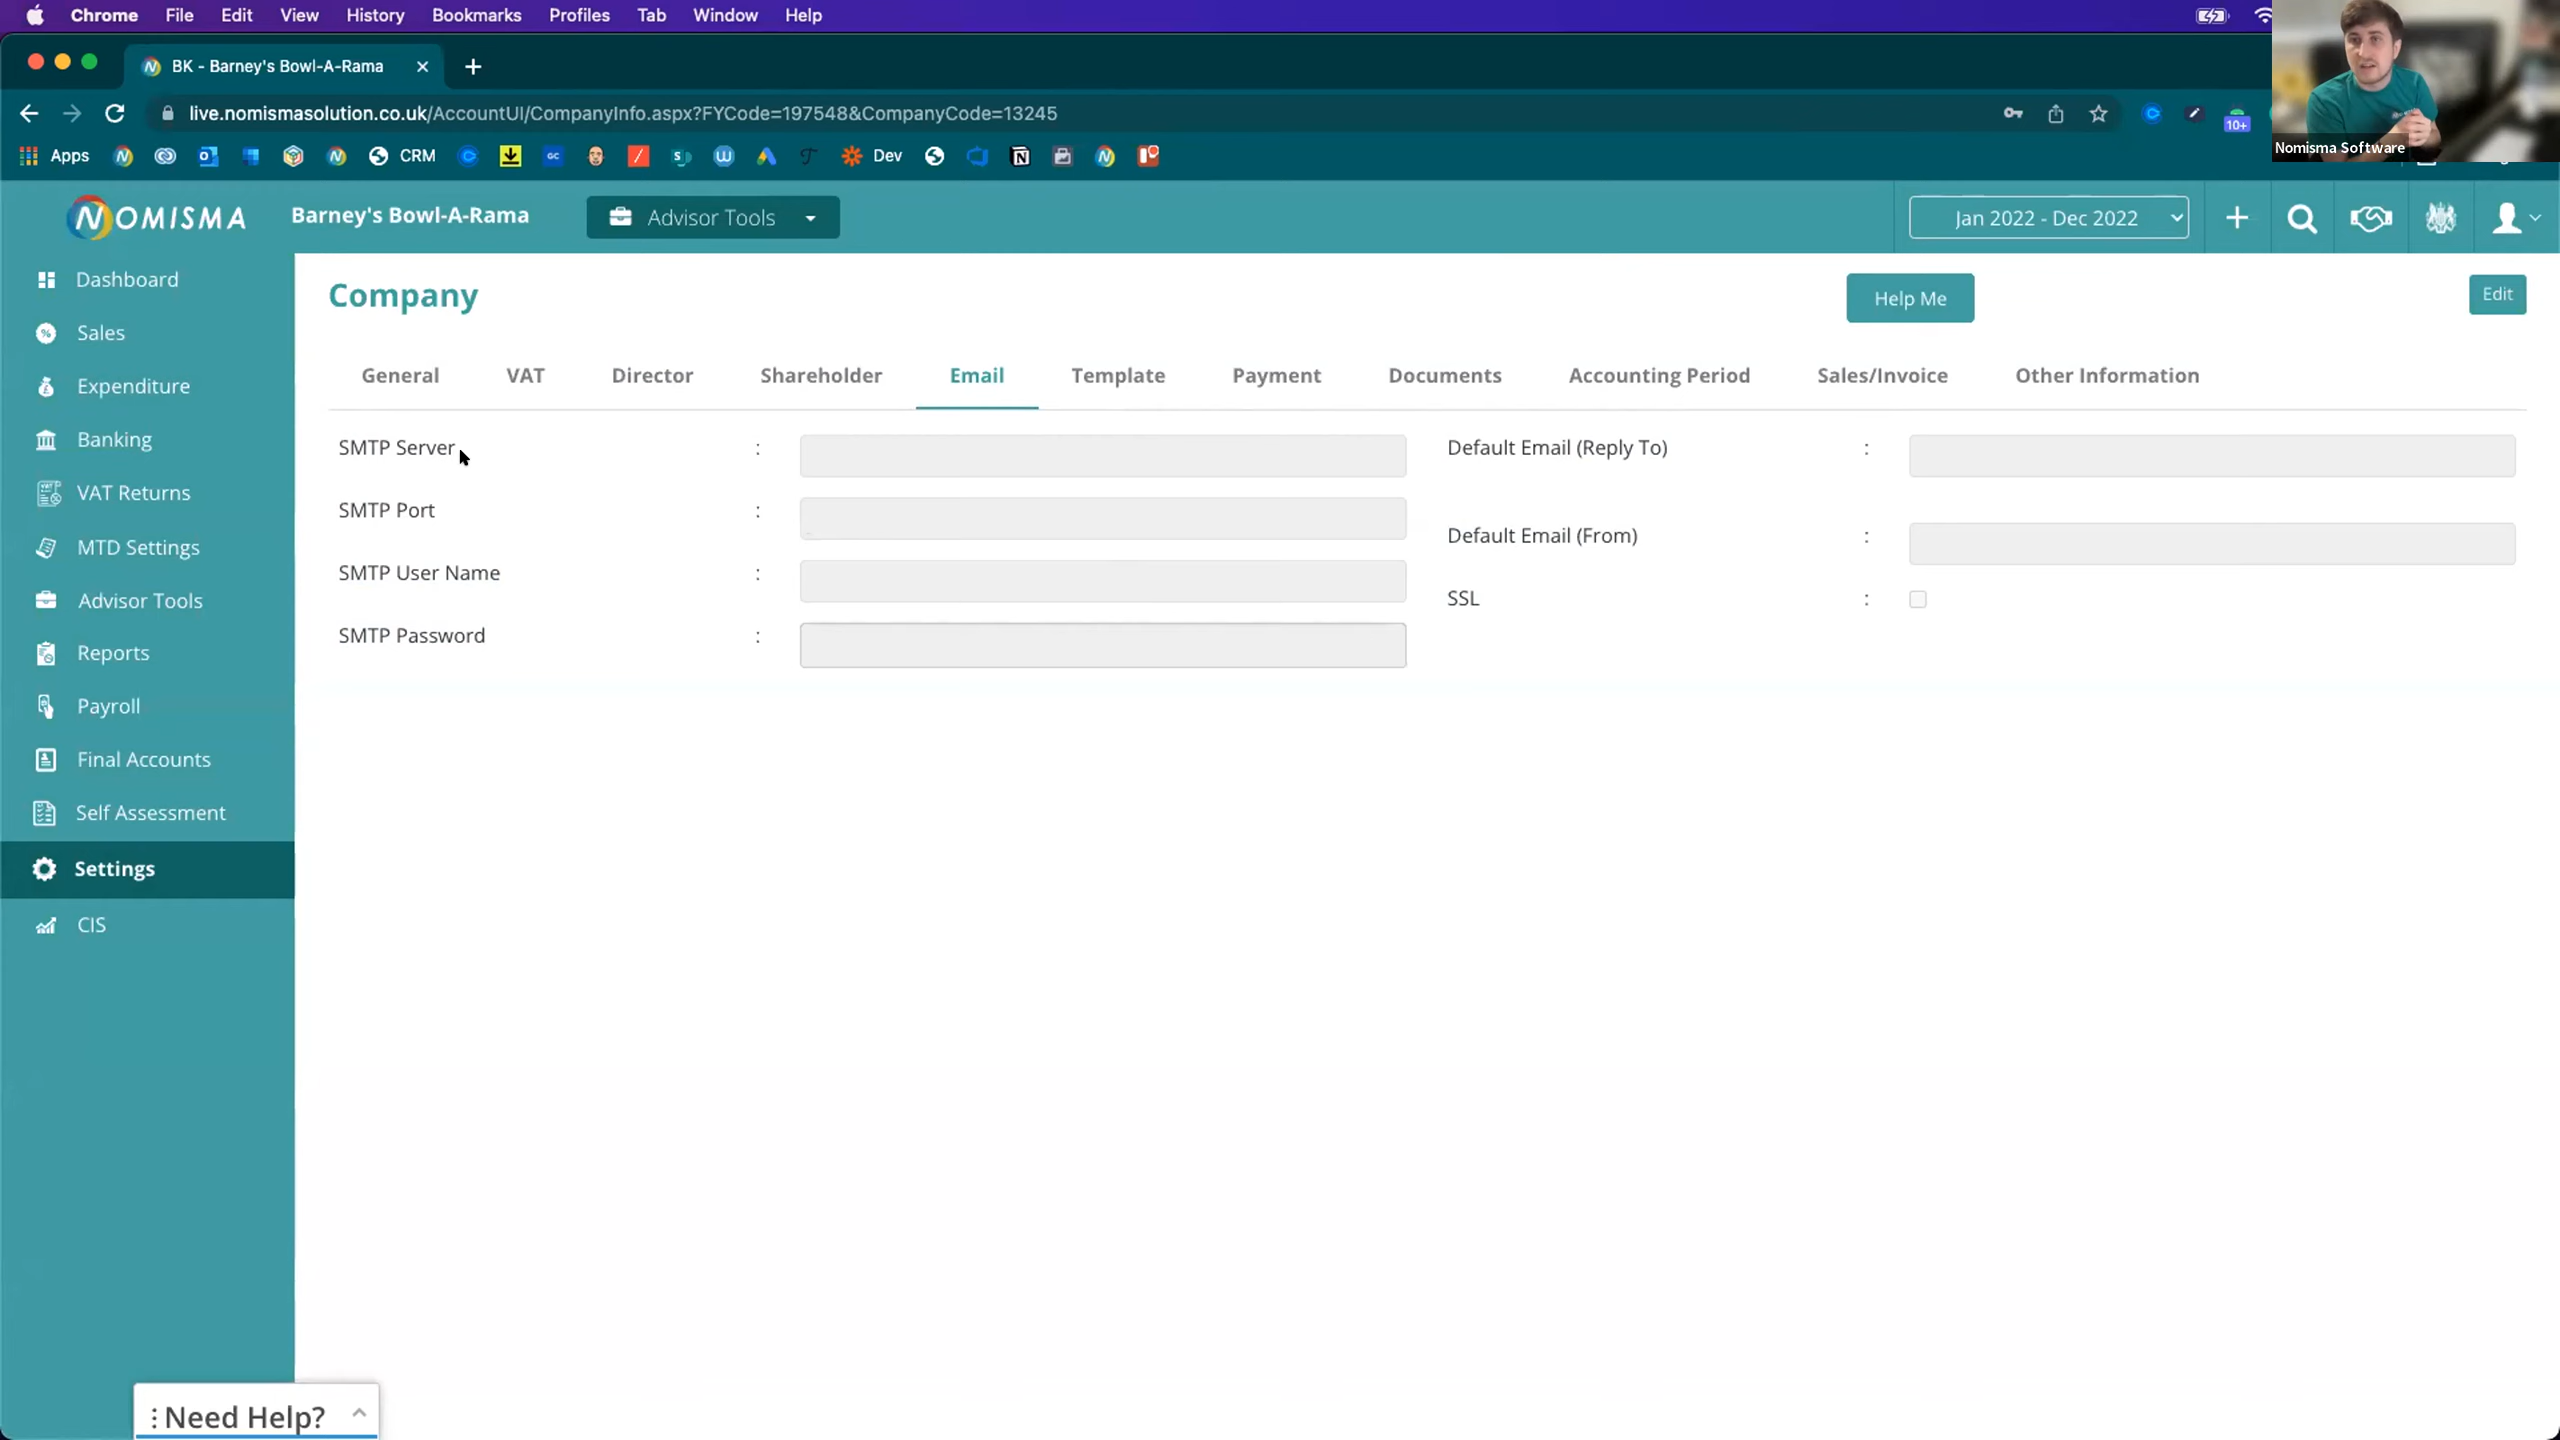 Chrome File Edit View History Bookmarks Profiles Tab Window Help
BK - Barney's Bowl-A-Rama
live.nomismasolution.co.uk/AccountUI/CompanyInfo.aspx?FYCode=197548&CompanyCode=13245
10+
Apps CRM GC Dev
Nomisma Software
NOMISMA Barney's Bowl-A-Rama Advisor Tools Jan 2022 - Dec 2022
Dashboard
Sales
Expenditure
Banking
VAT Returns
MTD Settings
Advisor Tools
Reports
Payroll
Final Accounts
Self Assessment
Settings
CIS
Company Help Me Edit
General VAT Director Shareholder Email Template Payment Documents Accounting Period Sales/Invoice Other Information
SMTP Server :
SMTP Port :
SMTP User Name :
SMTP Password :
Default Email (Reply To) :
Default Email (From) :
SSL :
Need Help?